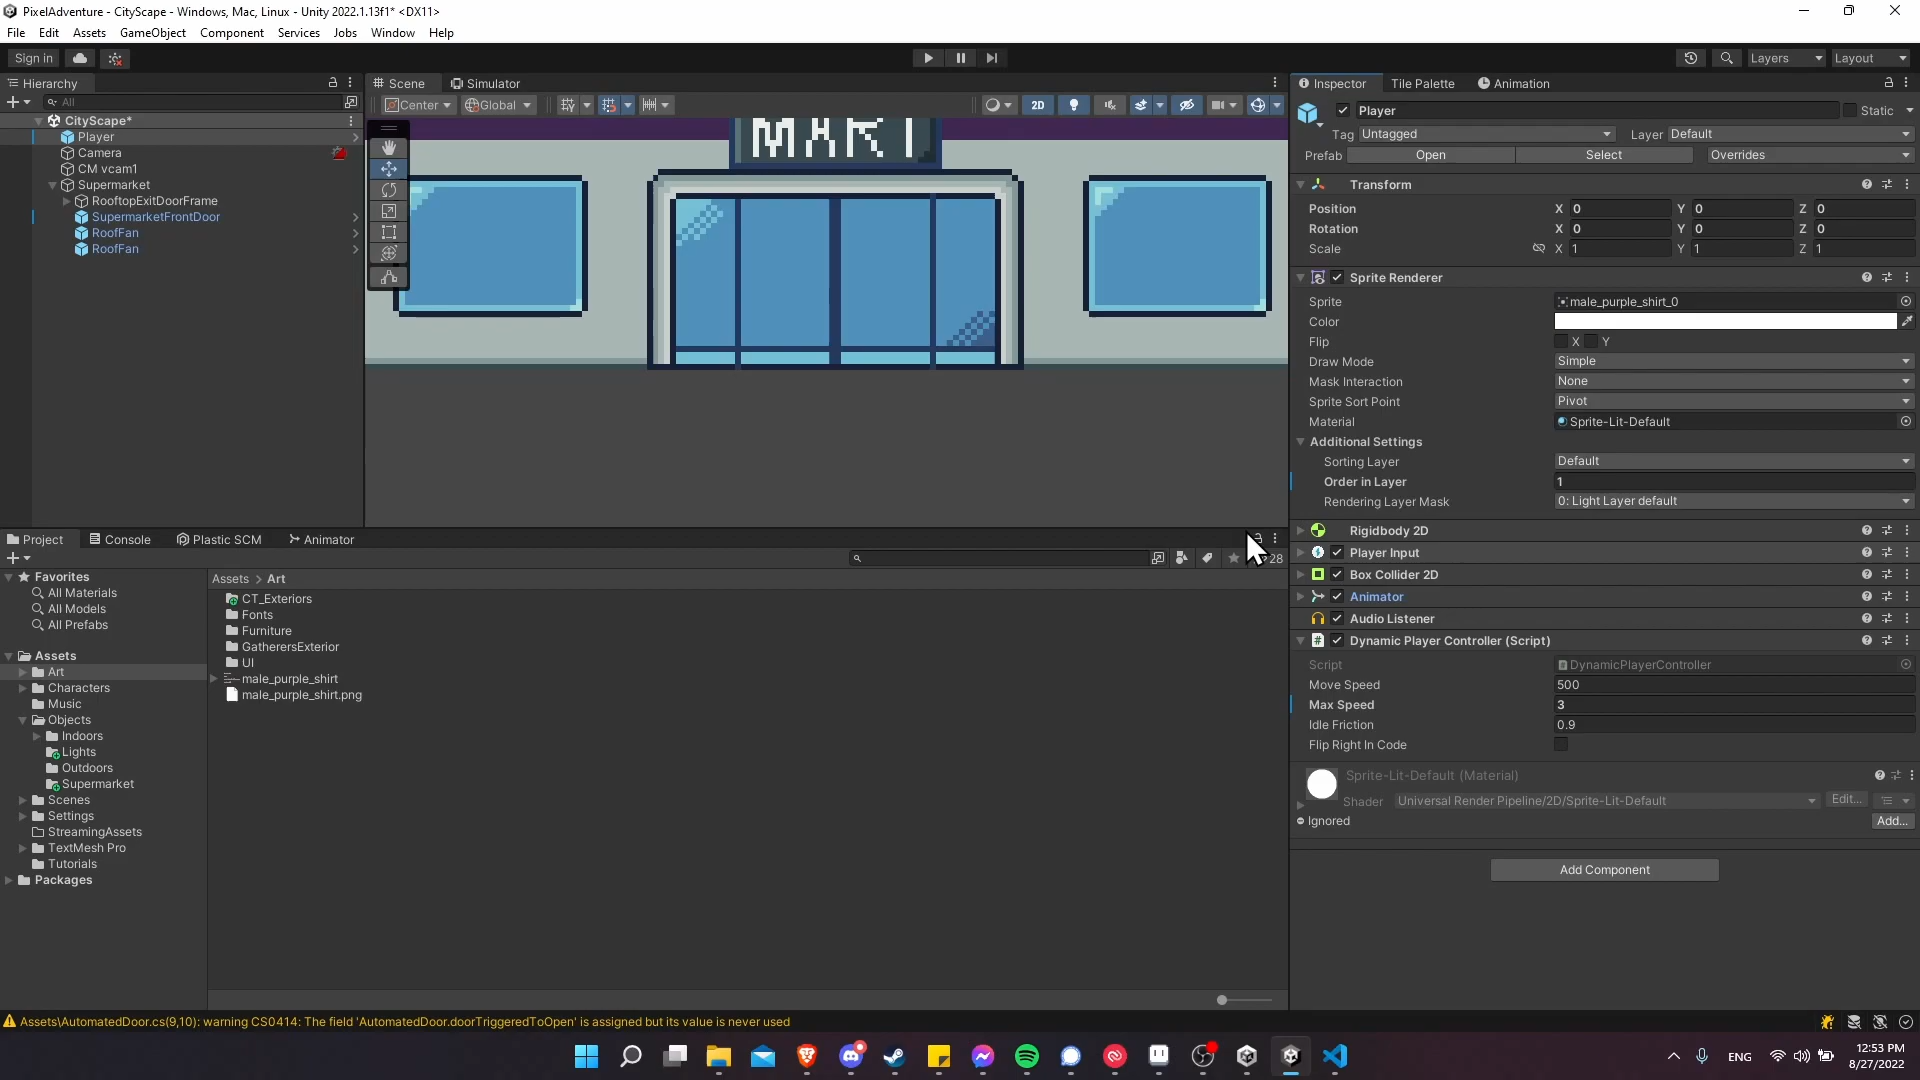 PixelAdventure - CityScape - Windows, Mac, Linux - Unity 2022.1.13f1* <DX11>
File Edit Assets GameObject Component Services Jobs Window Help
Sign in
Layers Layout
Hierarchy
All
CityScape*
Player
Camera
CM vcam1
Supermarket
RooftopExitDoorFrame
SupermarketFrontDoor
RoofFan
RoofFan
Scene Simulator
Center Global 2D
MART
Inspector Tile Palette Animation
Player Static
Tag Untagged Layer Default
Prefab Open Select Overrides
Transform
Position X 0 Y 0 Z 0
Rotation X 0 Y 0 Z 0
Scale X 1 Y 1 Z 1
Sprite Renderer
Sprite male_purple_shirt_0
Color
Flip X Y
Draw Mode Simple
Mask Interaction None
Sprite Sort Point Pivot
Material Sprite-Lit-Default
Additional Settings
Sorting Layer Default
Order in Layer 1
Rendering Layer Mask 0: Light Layer default
Rigidbody 2D
Player Input
Box Collider 2D
Animator
Audio Listener
Dynamic Player Controller (Script)
Script DynamicPlayerController
Move Speed 500
Max Speed 3
Idle Friction 0.9
Flip Right In Code
Sprite-Lit-Default (Material)
Shader Universal Render Pipeline/2D/Sprite-Lit-Default Edit...
Ignored Add...
Add Component
Project Console Plastic SCM Animator
28
Favorites
All Materials
All Models
All Prefabs
Assets
Art
Characters
Music
Objects
Indoors
Lights
Outdoors
Supermarket
Scenes
Settings
StreamingAssets
TextMesh Pro
Tutorials
Packages
Assets > Art
CT_Exteriors
Fonts
Furniture
GatherersExterior
UI
male_purple_shirt
male_purple_shirt.png
Assets\AutomatedDoor.cs(9,10): warning CS0414: The field 'AutomatedDoor.doorTriggeredToOpen' is assigned but its value is never used
ENG
12:53 PM
8/27/2022